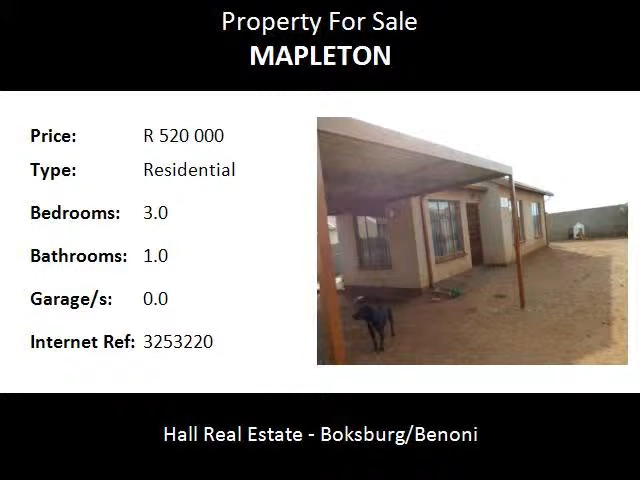 Property For Sale
MAPLETON
Price: R 520 000
Type: Residential
Bedrooms: 3.0
Bathrooms: 1.0
Garage/s: 0.0
Internet Ref: 3253220
Hall Real Estate - Boksburg/Benoni